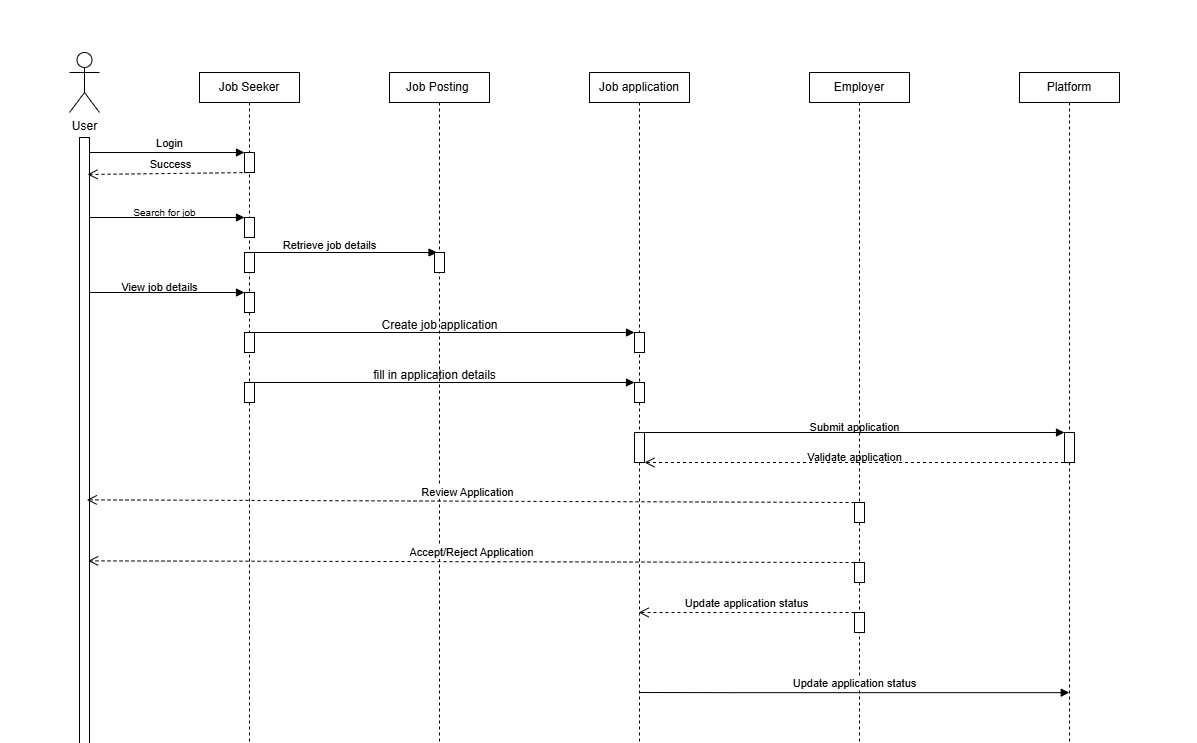 Job Seeker
Job Posting
Job application
Employer
Platform
User
Login
Success
Search for job
Retrieve job details
View job details
Create job application
fill in application details
Submit application
Validate application
Review Application
Accept/Reject Application
Update application status
Update application status